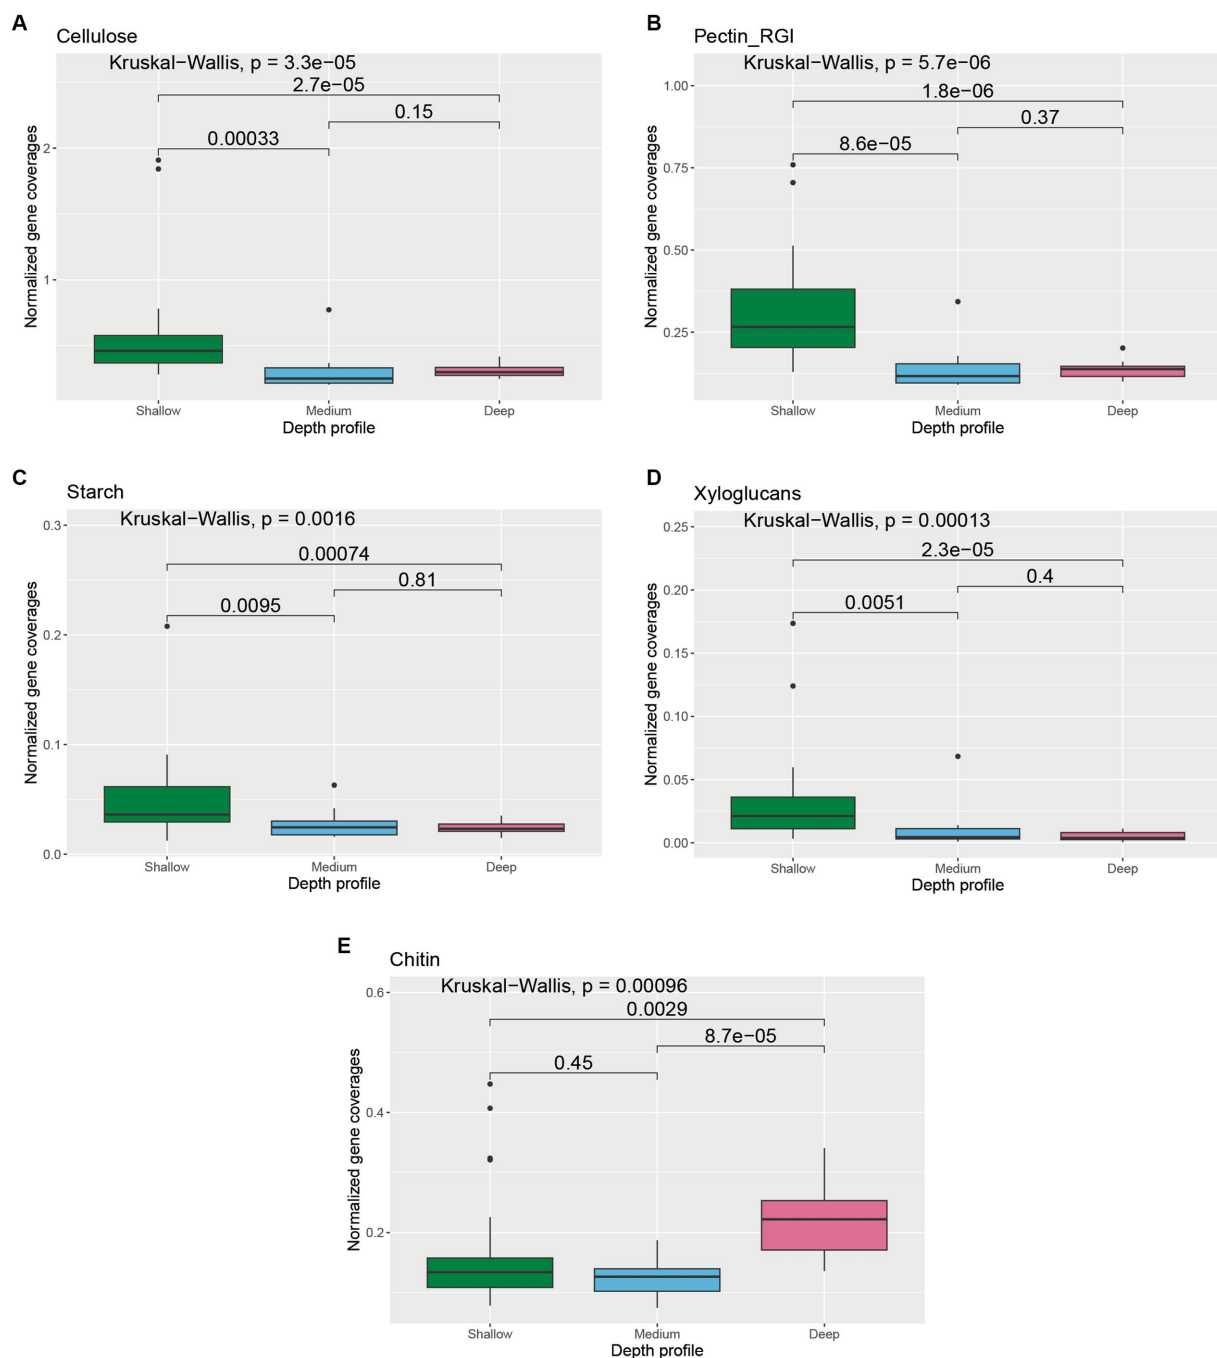 A
Cellulose
Kruskal−Wallis, p = 3.3e−05
2.7e−05
0.15
0.00033
2
1
Normalized gene coverages
Shallow Medium Deep
Depth profile
B
Pectin_RGI
Kruskal−Wallis, p = 5.7e−06
1.00
1.8e−06
0.37
8.6e−05
0.75
0.50
0.25
Normalized gene coverages
Shallow Medium Deep
Depth profile
C
Starch
Kruskal−Wallis, p = 0.0016
0.3
0.00074
0.81
0.0095
0.2
0.1
0.0
Normalized gene coverages
Shallow Medium Deep
Depth profile
D
Xyloglucans
Kruskal−Wallis, p = 0.00013
0.25
2.3e−05
0.4
0.20
0.0051
0.15
0.10
0.05
0.00
Normalized gene coverages
Shallow Medium Deep
Depth profile
E
Chitin
Kruskal−Wallis, p = 0.00096
0.6
0.0029
8.7e−05
0.45
0.4
0.2
Normalized gene coverages
Shallow Medium Deep
Depth profile